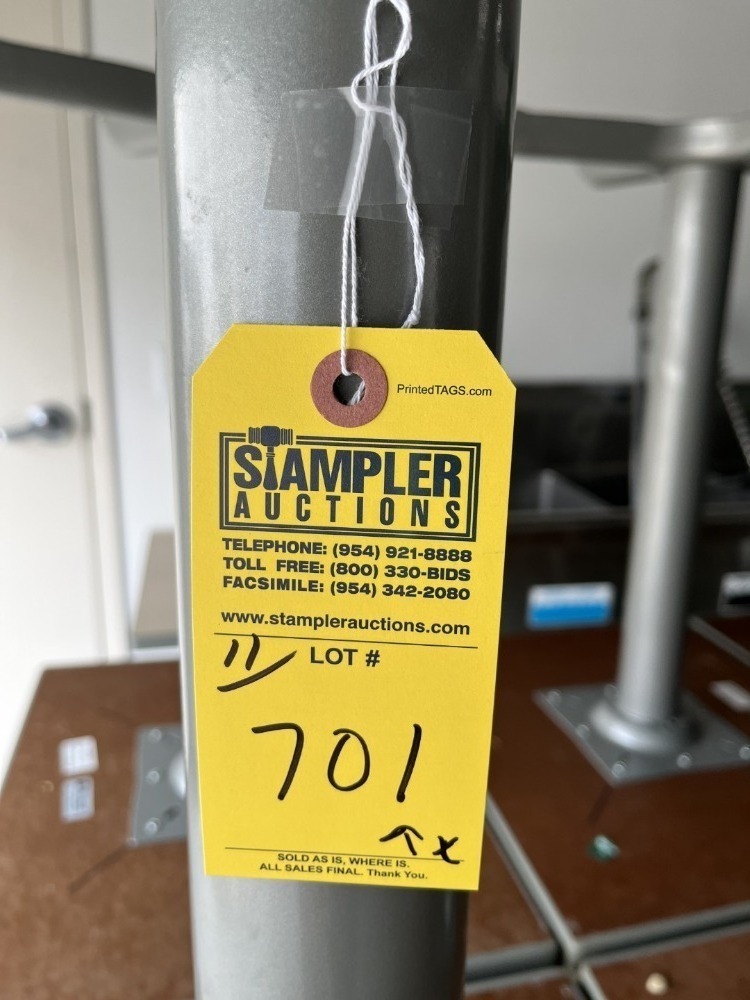 PrintedTAGS.com
STAMPLER
AUCTIONS
TELEPHONE: (954) 921-8888
TOLL FREE: (800) 330-BIDS
FACSIMILE: (954) 342-2080
www.stamplerauctions.com
11/ LOT #
701
SOLD AS IS, WHERE IS.
ALL SALES FINAL. Thank You.